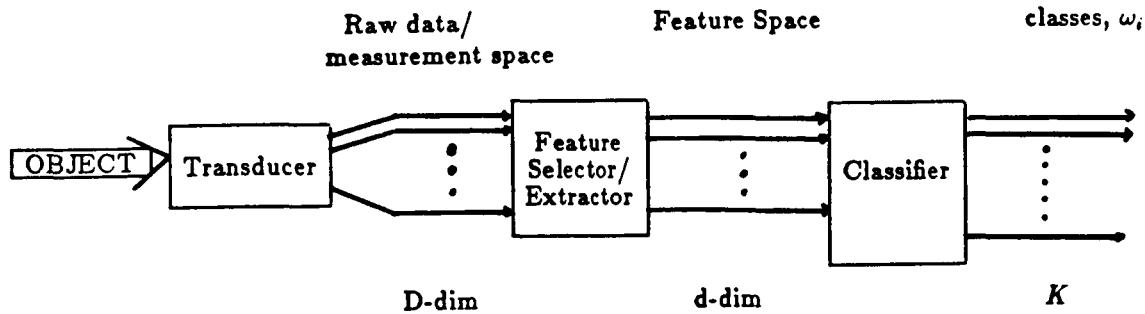 Raw data/
measurement space
Feature Space
classes, ωᵢ
OBJECT
Transducer
Feature
Selector/
Extractor
Classifier
D-dim
d-dim
K